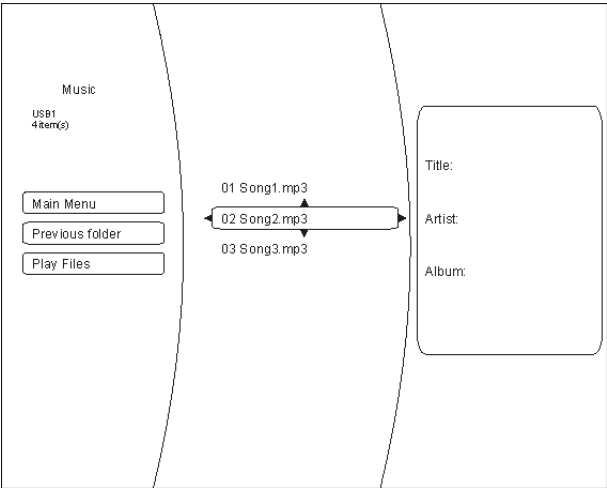 Music
USB1
4 item(s)
Main Menu
Previous folder
Play Files
01 Song1.mp3
02 Song2.mp3
03 Song3.mp3
Title:
Artist:
Album: